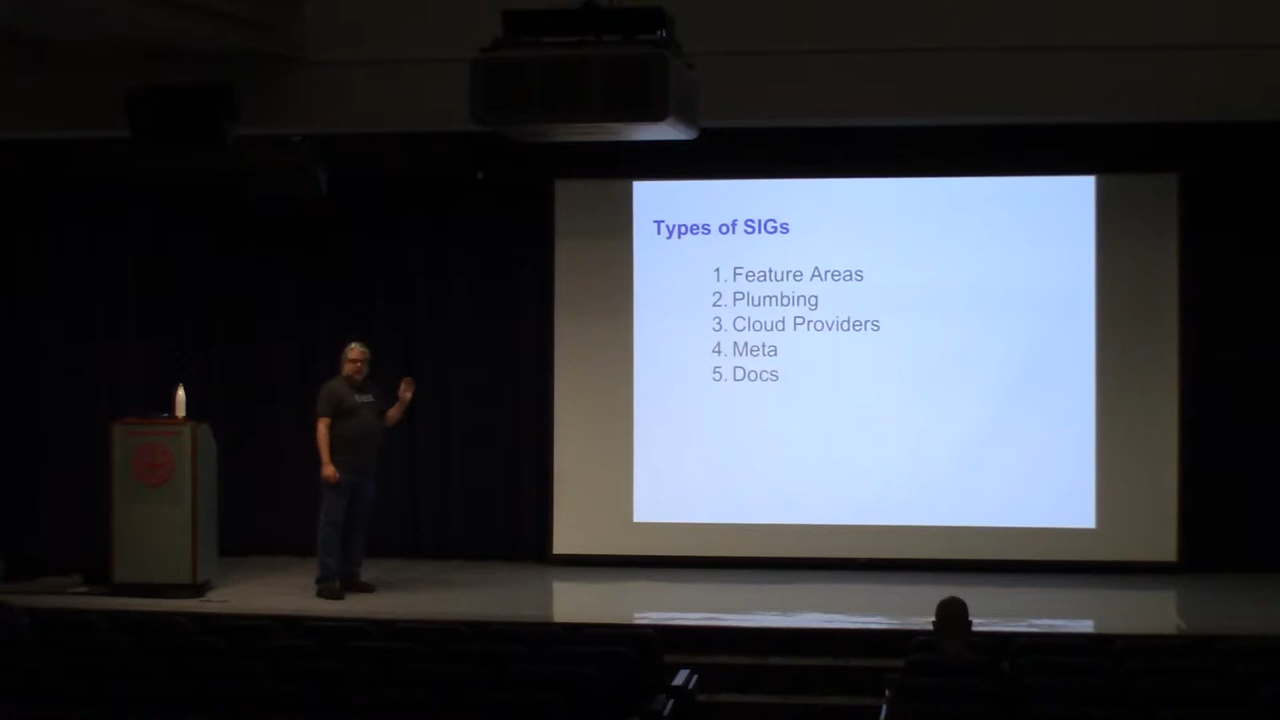 Types of SIGs
1. Feature Areas
2. Plumbing
3. Cloud Providers
4. Meta
5. Docs